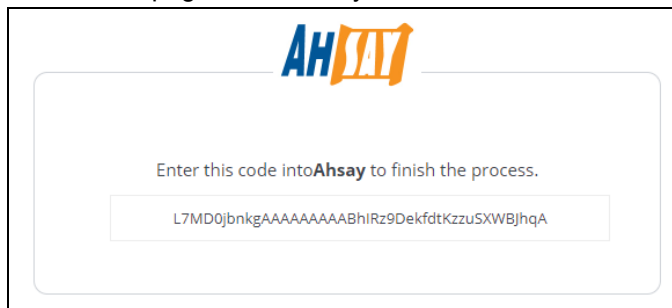 AHSAY
Enter this code intoAhsay to finish the process.
L7MD0jbnkgAAAAAAAAABhIRz9DekfdtKzzuSXWBJhqA